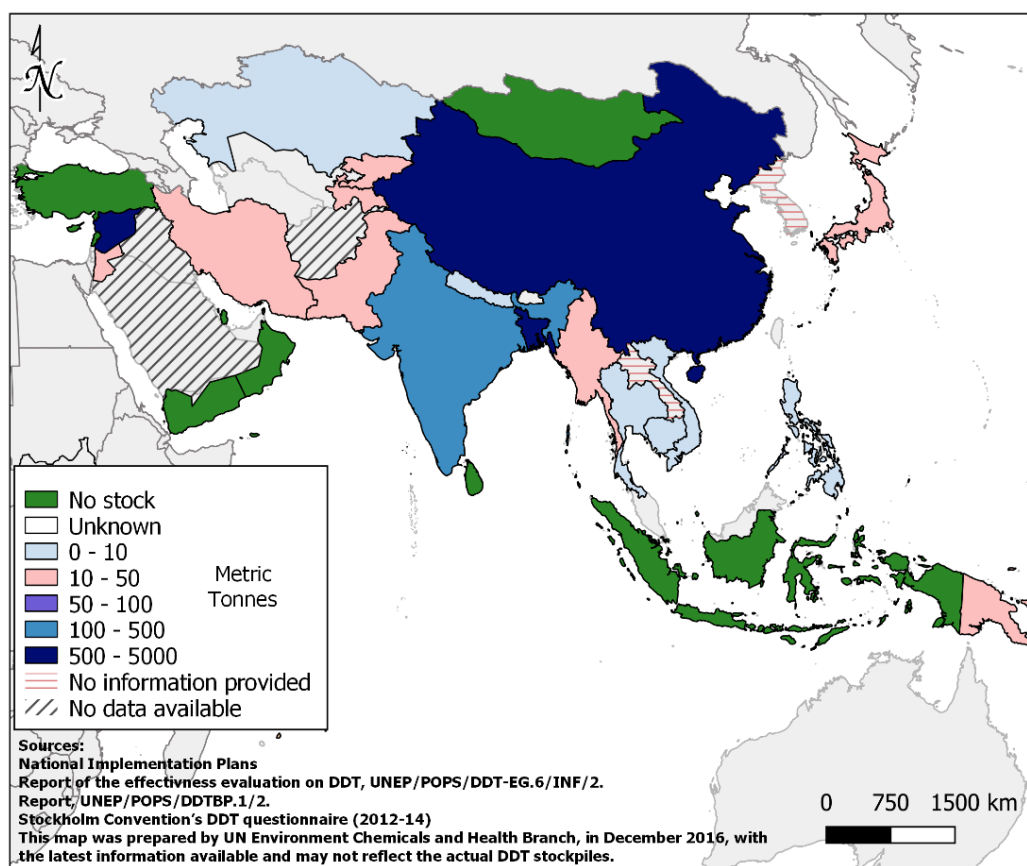 N
No stock
Unknown
0 - 10
10 - 50
50 - 100
100 - 500
500 - 5000
No information provided
No data available
Metric
Tonnes
Sources:
National Implementation Plans
Report of the effectivness evaluation on DDT, UNEP/POPS/DDT-EG.6/INF/2.
Report, UNEP/POPS/DDTBP.1/2.
Stockholm Convention's DDT questionnaire (2012-14)
This map was prepared by UN Environment Chemicals and Health Branch, in December 2016, with
the latest information available and may not reflect the actual DDT stockpiles.
0 750 1500 km